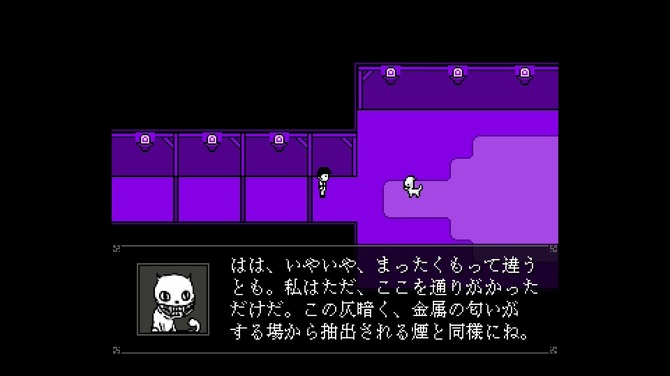 はは、いやいや、まったくもって違う
とも。私はただ、ここを通りがかった
だけだ。この仄暗く、金属の匂いが
する場から抽出される煙と同様にね。